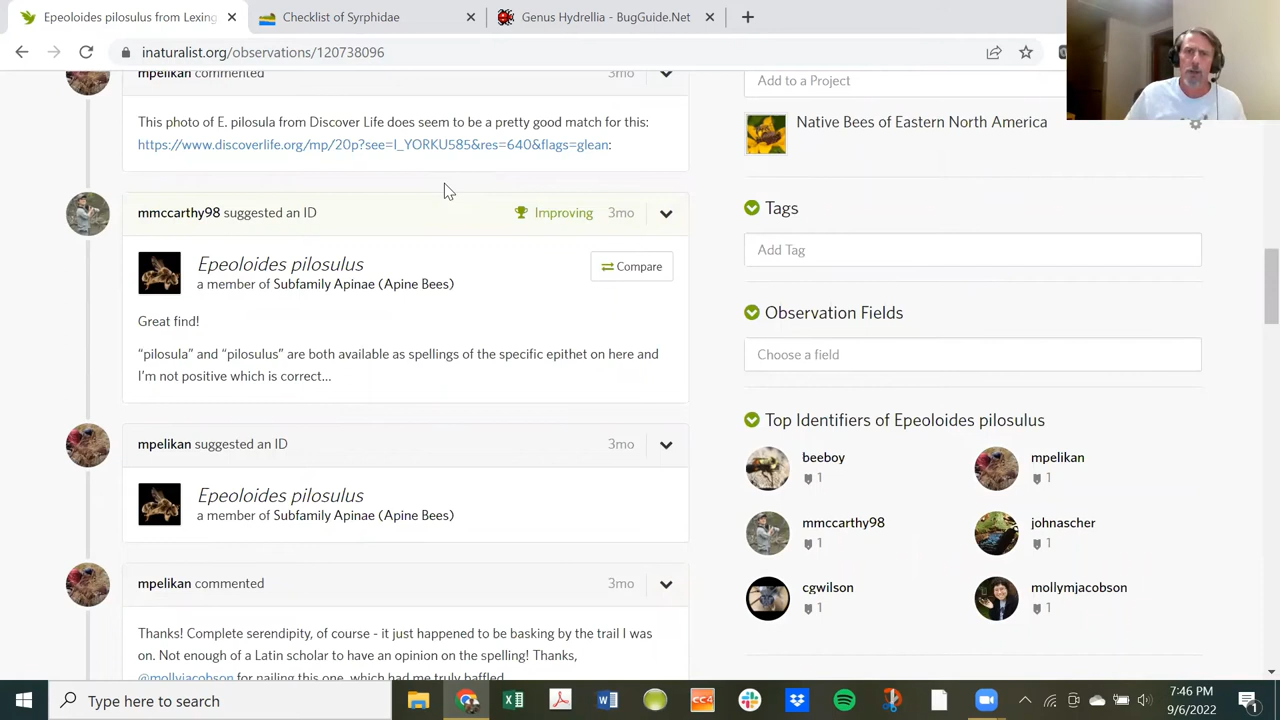 Epeoloides pilosulus from Lexing
Checklist of Syrphidae
Genus Hydrellia - BugGuide.Net
inaturalist.org/observations/120738096
mpelikan commented 3mo
This photo of E. pilosula from Discover Life does seem to be a pretty good match for this:
https://www.discoverlife.org/mp/20p?see=I_YORKU585&res=640&flags=glean:
mmccarthy98 suggested an ID Improving 3mo
Epeoloides pilosulus
Compare
a member of Subfamily Apinae (Apine Bees)
Great find!
“pilosula” and “pilosulus” are both available as spellings of the specific epithet on here and
I’m not positive which is correct...
mpelikan suggested an ID 3mo
Epeoloides pilosulus
a member of Subfamily Apinae (Apine Bees)
mpelikan commented 3mo
Thanks! Complete serendipity, of course - it just happened to be basking by the trail I was
on. Not enough of a Latin scholar to have an opinion on the spelling! Thanks,
@mollyjacobson for nailing this one, which had me truly baffled.
Add to a Project
Native Bees of Eastern North America
Tags
Add Tag
Observation Fields
Choose a field
Top Identifiers of Epeoloides pilosulus
beeboy
1
mpelikan
1
mmccarthy98
1
johnascher
1
cgwilson
1
mollymjacobson
1
Type here to search
CC4
7:46 PM
9/6/2022
1